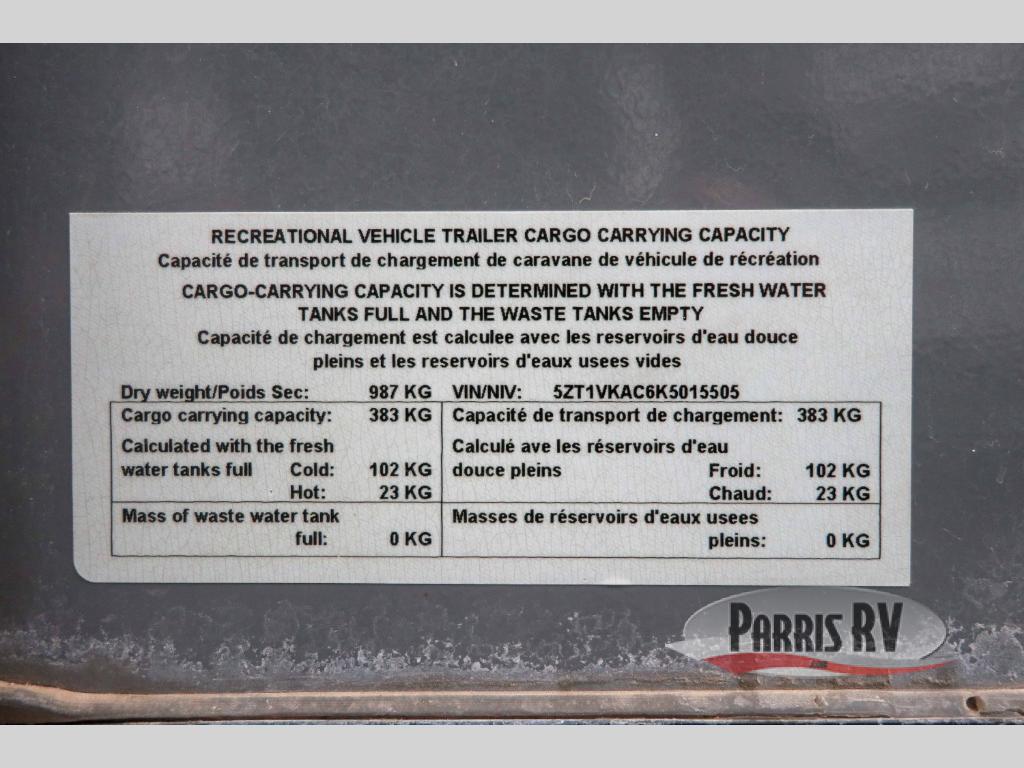 RECREATIONAL VEHICLE TRAILER CARGO CARRYING CAPACITY
Capacité de transport de chargement de caravane de véhicule de récréation
CARGO-CARRYING CAPACITY IS DETERMINED WITH THE FRESH WATER
TANKS FULL AND THE WASTE TANKS EMPTY
Capacité de chargement est calculee avec les reservoirs d'eau douce
pleins et les reservoirs d'eaux usees vides
Dry weight/Poids Sec: 987 KG VIN/NIV: 5ZT1VKAC6K5015505
Cargo carrying capacity: 383 KG Capacité de transport de chargement: 383 KG
Calculated with the fresh Calculé ave les réservoirs d'eau
water tanks full Cold: 102 KG douce pleins Froid: 102 KG
Hot: 23 KG Chaud: 23 KG
Mass of waste water tank Masses de réservoirs d'eaux usees
full: 0 KG pleins: 0 KG
PARRIS RV